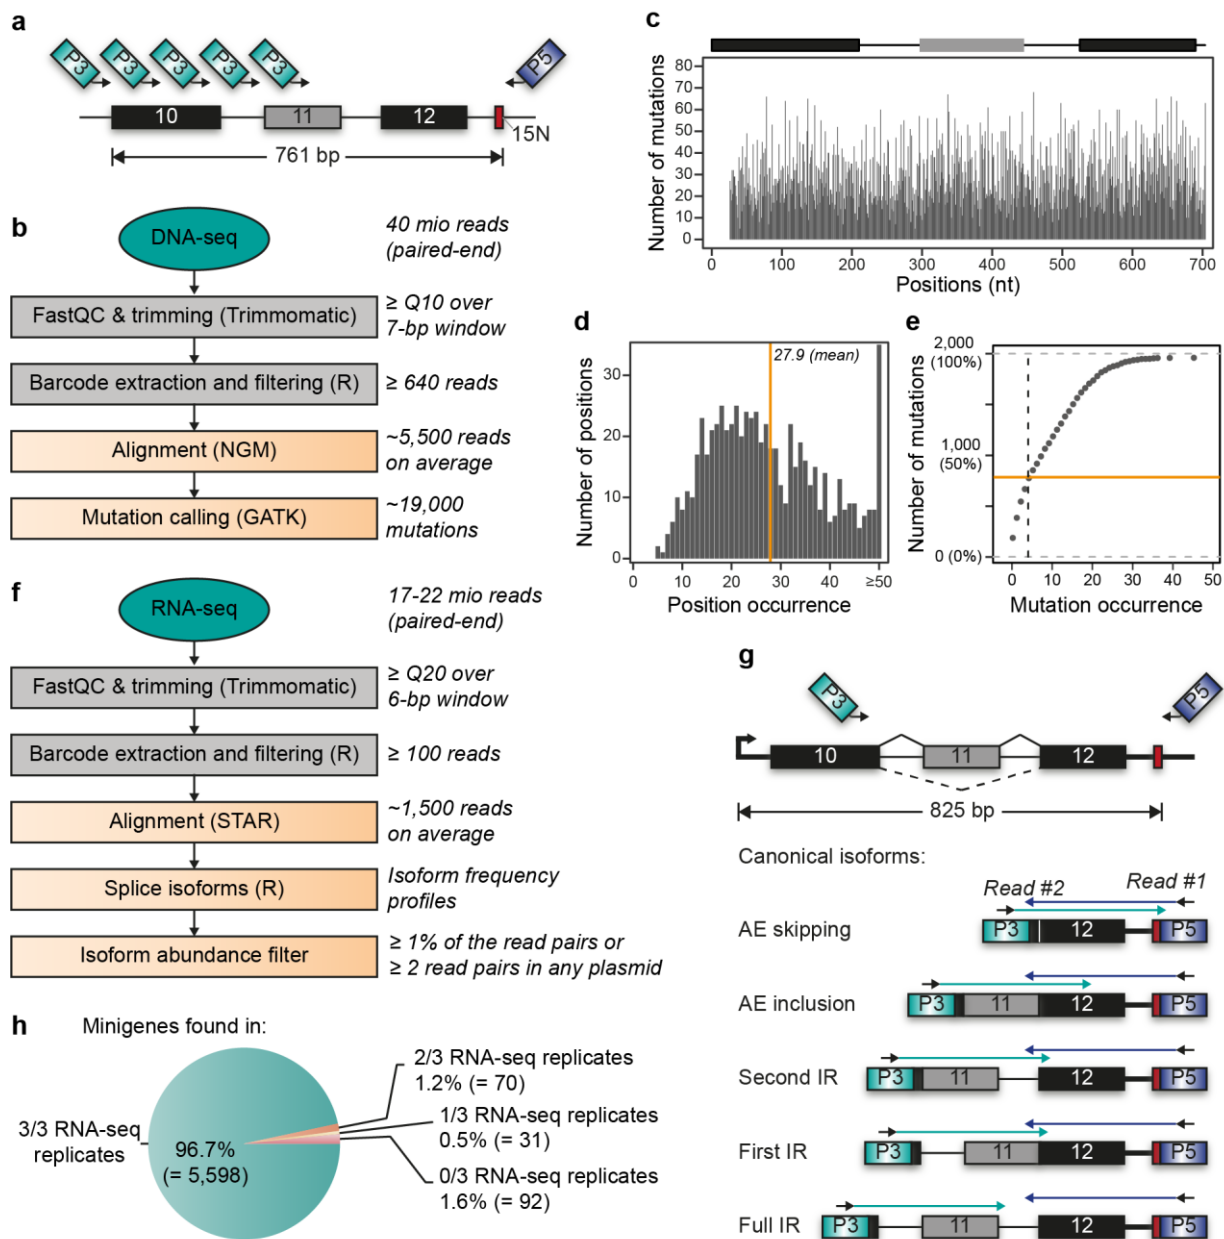 a
P3 P3 P3 P3 P3 P5
10 11 12
15N
761 bp
b
DNA-seq
40 mio reads
(paired-end)
FastQC & trimming (Trimmomatic)
≥ Q10 over
7-bp window
Barcode extraction and filtering (R)
≥ 640 reads
Alignment (NGM)
~5,500 reads
on average
Mutation calling (GATK)
~19,000
mutations
c
Number of mutations
80
70
60
50
40
30
20
10
0
0 100 200 300 400 500 600 700
Positions (nt)
d
27.9 (mean)
Number of positions
30
20
10
0
0 10 20 30 40 ≥50
Position occurrence
e
Number of mutations
2,000
(100%)
1,000
(50%)
0 (0%)
0 10 20 30 40 50
Mutation occurrence
f
RNA-seq
17-22 mio reads
(paired-end)
FastQC & trimming (Trimmomatic)
≥ Q20 over
6-bp window
Barcode extraction and filtering (R)
≥ 100 reads
Alignment (STAR)
~1,500 reads
on average
Splice isoforms (R)
Isoform frequency
profiles
Isoform abundance filter
≥ 1% of the read pairs or
≥ 2 read pairs in any plasmid
g
P3 P5
10 11 12
825 bp
Canonical isoforms:
Read #2 Read #1
AE skipping P3 12 P5
AE inclusion P3 11 12 P5
Second IR P3 11 12 P5
First IR P3 11 12 P5
Full IR P3 11 12 P5
h
Minigenes found in:
3/3 RNA-seq
replicates
96.7%
(= 5,598)
2/3 RNA-seq replicates
1.2% (= 70)
1/3 RNA-seq replicates
0.5% (= 31)
0/3 RNA-seq replicates
1.6% (= 92)